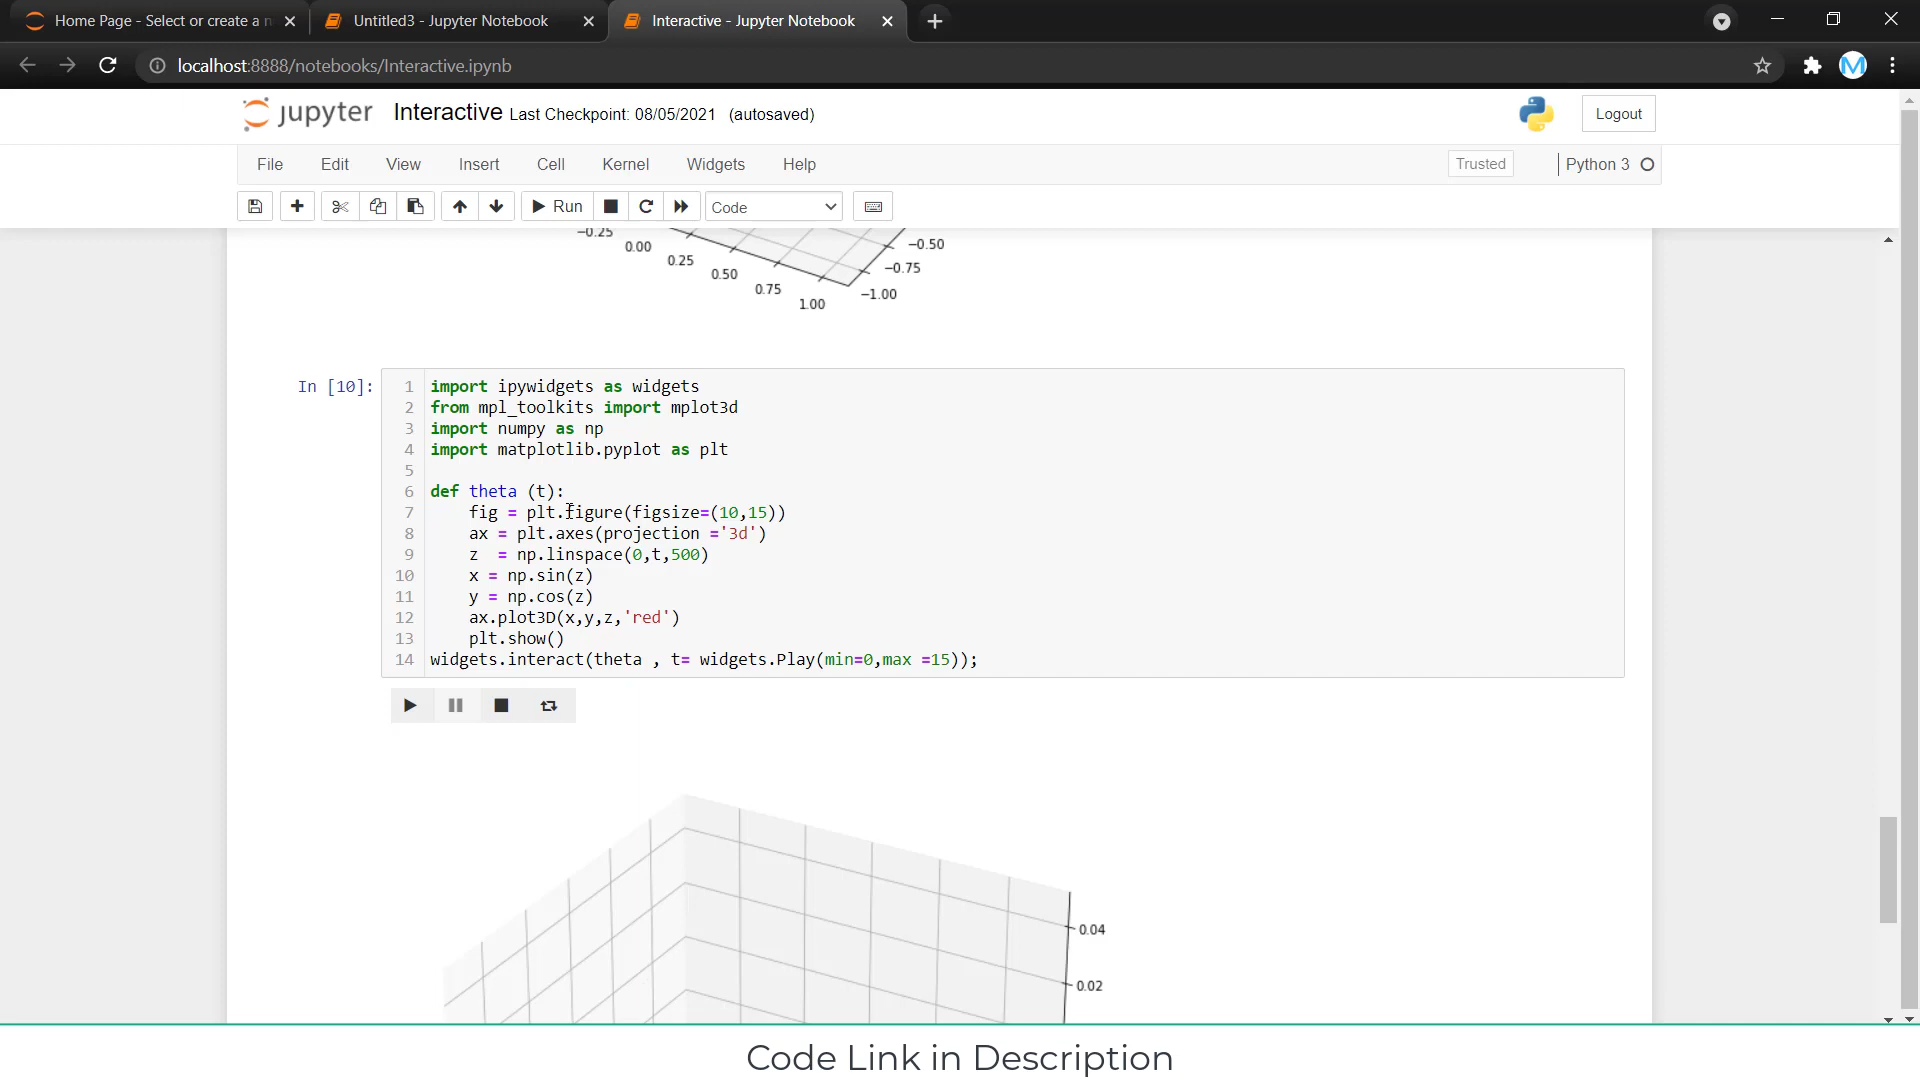 Home Page - Select or create a n
Untitled3 - Jupyter Notebook
Interactive - Jupyter Notebook
localhost:8888/notebooks/Interactive.ipynb
M
jupyter Interactive Last Checkpoint: 08/05/2021 (autosaved)
Logout
File Edit View Insert Cell Kernel Widgets Help
Trusted
Python 3
Run
Code
−0.25
0.00
0.25
0.50
0.75
1.00
−0.50
−0.75
−1.00
In [10]:
1 import ipywidgets as widgets
2 from mpl_toolkits import mplot3d
3 import numpy as np
4 import matplotlib.pyplot as plt
5
6 def theta (t):
7     fig = plt.figure(figsize=(10,15))
8     ax = plt.axes(projection ='3d')
9     z  = np.linspace(0,t,500)
10     x = np.sin(z)
11     y = np.cos(z)
12     ax.plot3D(x,y,z,'red')
13     plt.show()
14 widgets.interact(theta , t= widgets.Play(min=0,max =15));
0.04
0.02
Code Link in Description